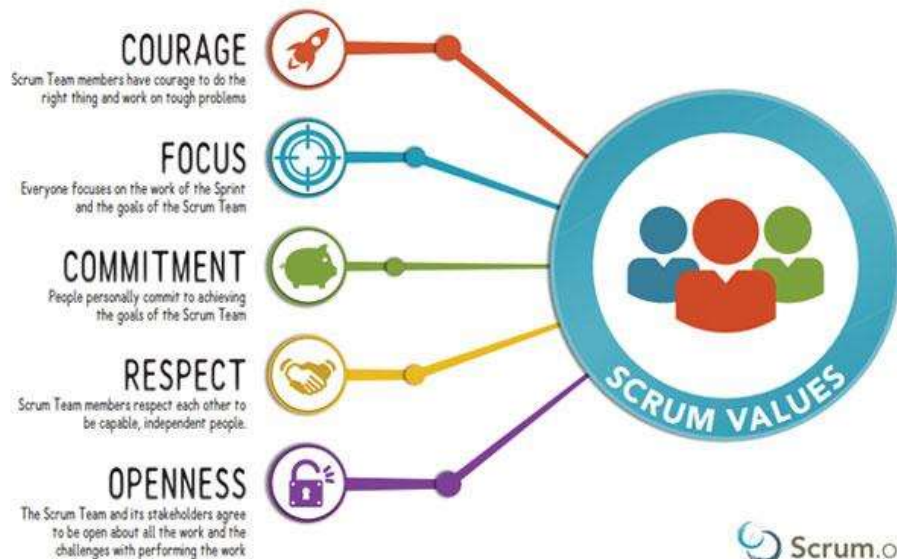 COURAGE
Scrum Team members have courage to do the
right thing and work on tough problems
FOCUS
Everyone focuses on the work of the Sprint
and the goals of the Scrum Team
COMMITMENT
People personally commit to achieving
the goals of the Scrum Team
RESPECT
Scrum Team members respect each other to
be capable, independent people.
OPENNESS
The Scrum Team and its stakeholders agree
to be open about all the work and the
challenges with performing the work
SCRUM VALUES
Scrum.o